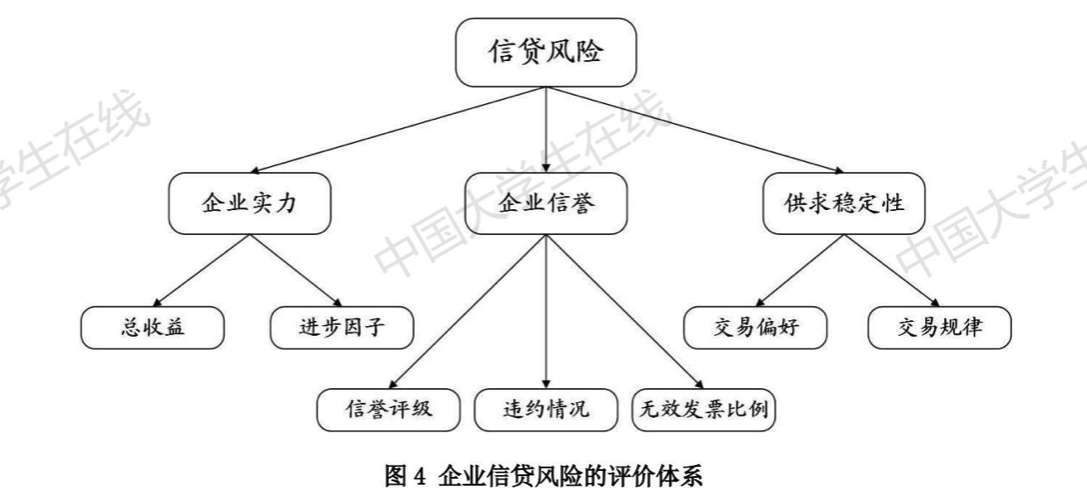 信贷风险
企业实力
企业信誉
供求稳定性
总收益
进步因子
交易偏好
交易规律
信誉评级
违约情况
无效发票比例
图 4 企业信贷风险的评价体系
学生在线
中国大学生在线
中国大学生